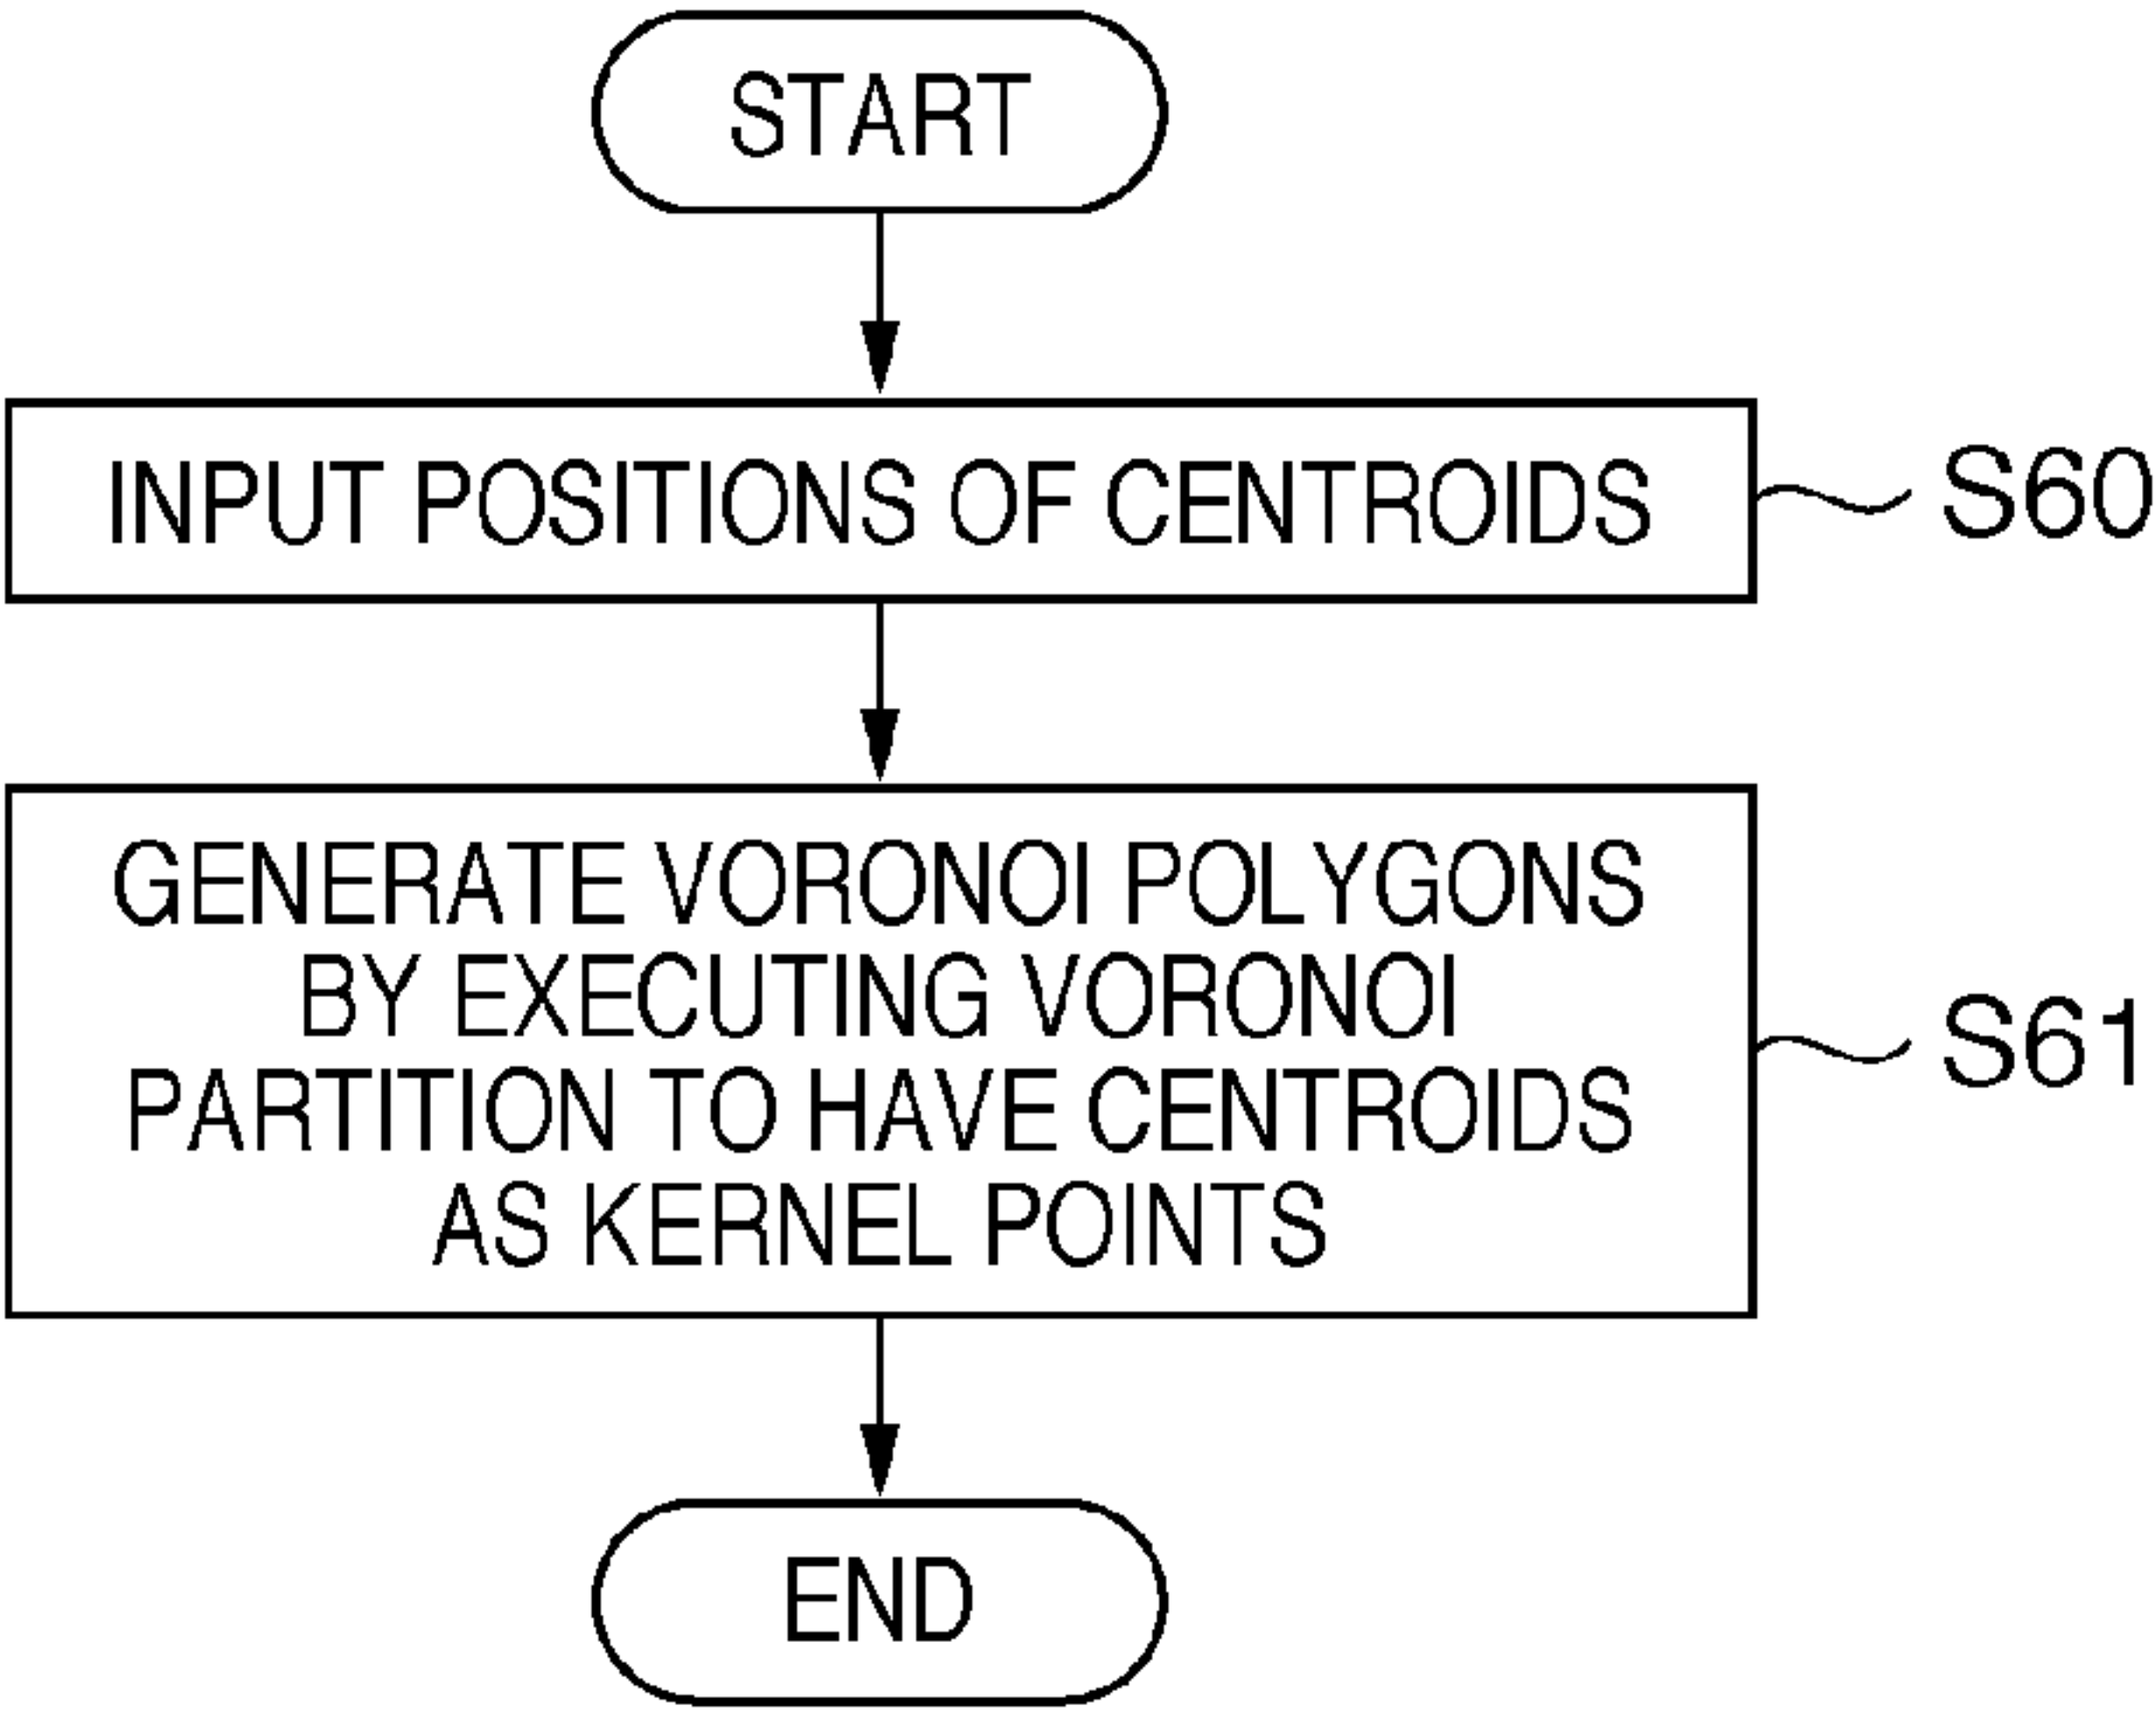 START
INPUT POSITIONS OF CENTROIDS
S60
GENERATE VORONOI POLYGONS
BY EXECUTING VORONOI
PARTITION TO HAVE CENTROIDS
AS KERNEL POINTS
S61
END